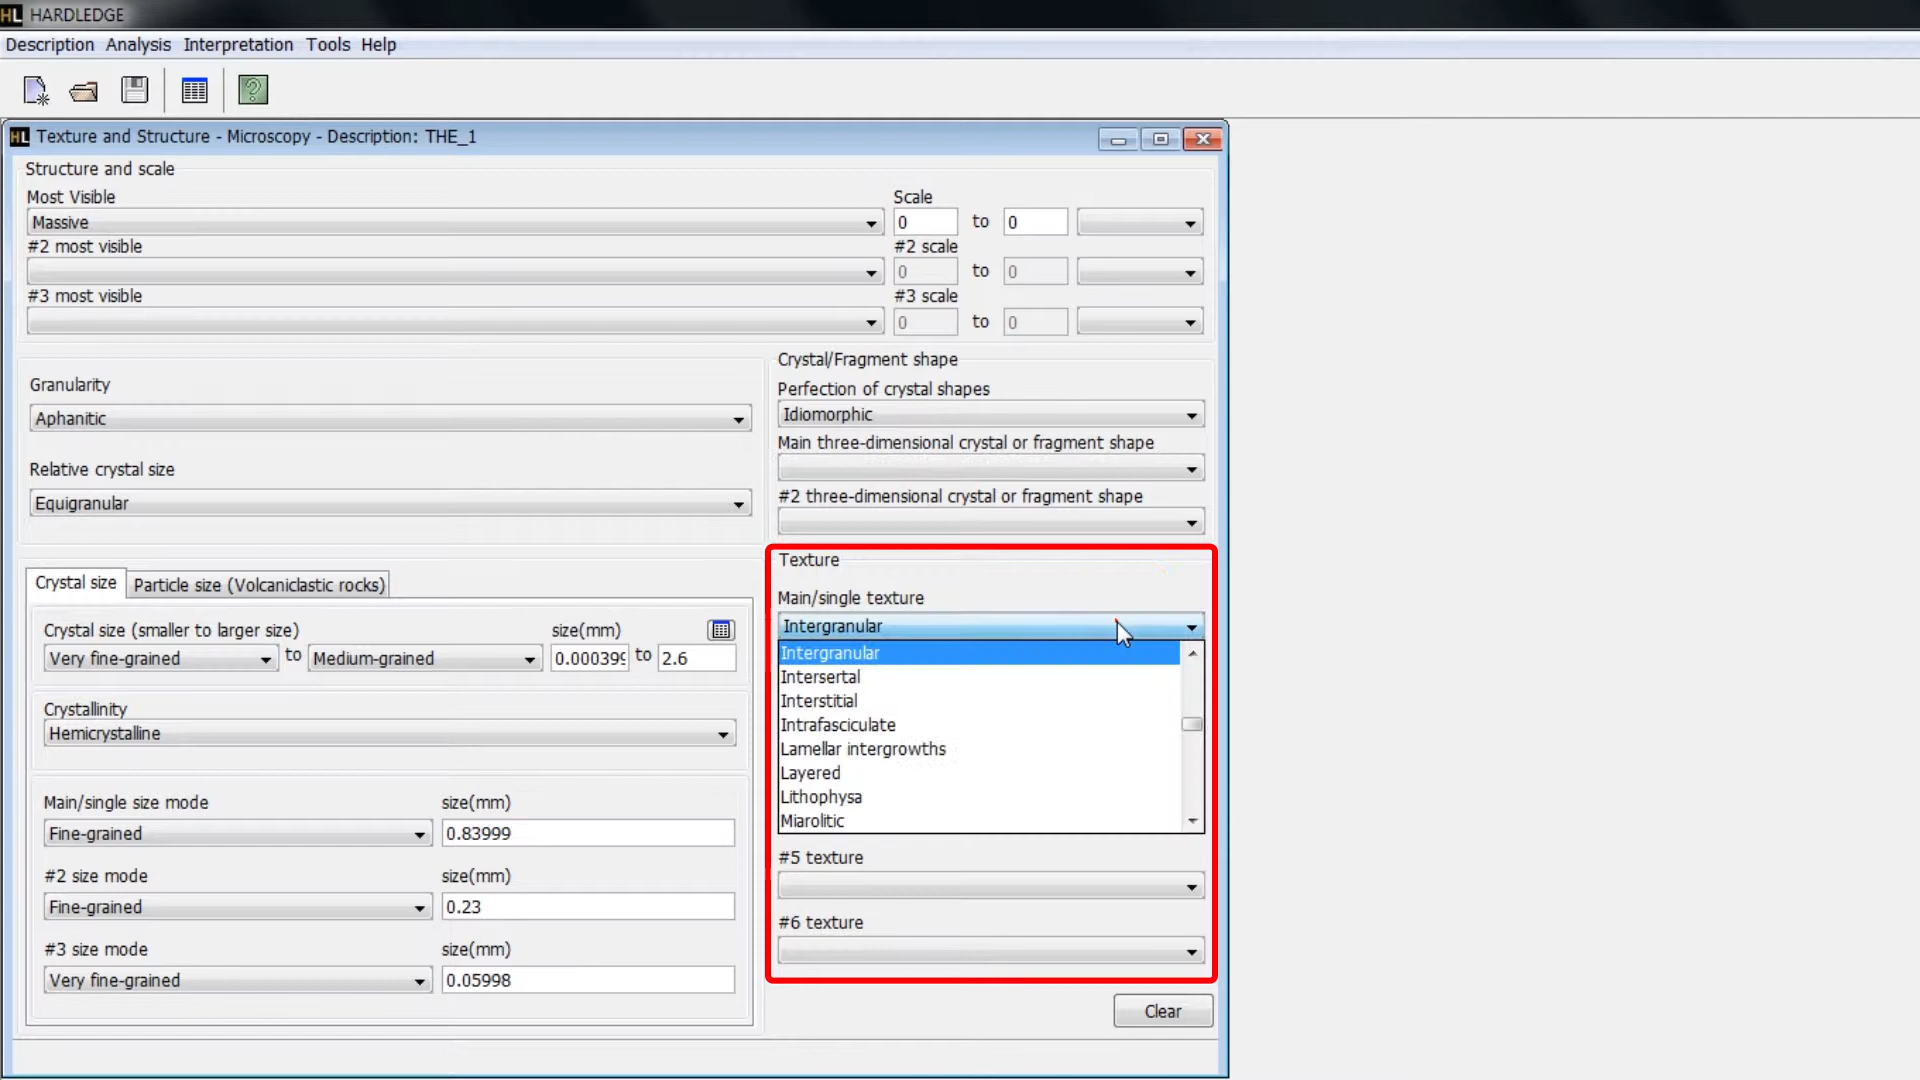 HL HARDLEDGE
Description Analysis Interpretation Tools Help
HL Texture and Structure - Microscopy - Description: THE_1
Structure and scale
Most Visible Scale
Massive 0 to 0
#2 most visible #2 scale
0 to 0
#3 most visible #3 scale
0 to 0
Granularity
Aphanitic
Relative crystal size
Equigranular
Crystal/Fragment shape
Perfection of crystal shapes
Idiomorphic
Main three-dimensional crystal or fragment shape
#2 three-dimensional crystal or fragment shape
Crystal size Particle size (Volcaniclastic rocks)
Crystal size (smaller to larger size) size(mm)
Very fine-grained to Medium-grained 0.000399 to 2.6
Crystallinity
Hemicrystalline
Main/single size mode size(mm)
Fine-grained 0.83999
#2 size mode size(mm)
Fine-grained 0.23
#3 size mode size(mm)
Very fine-grained 0.05998
Texture
Main/single texture
Intergranular
Intergranular
Intersertal
Interstitial
Intrafasciculate
Lamellar intergrowths
Layered
Lithophysa
Miarolitic
#5 texture
#6 texture
Clear